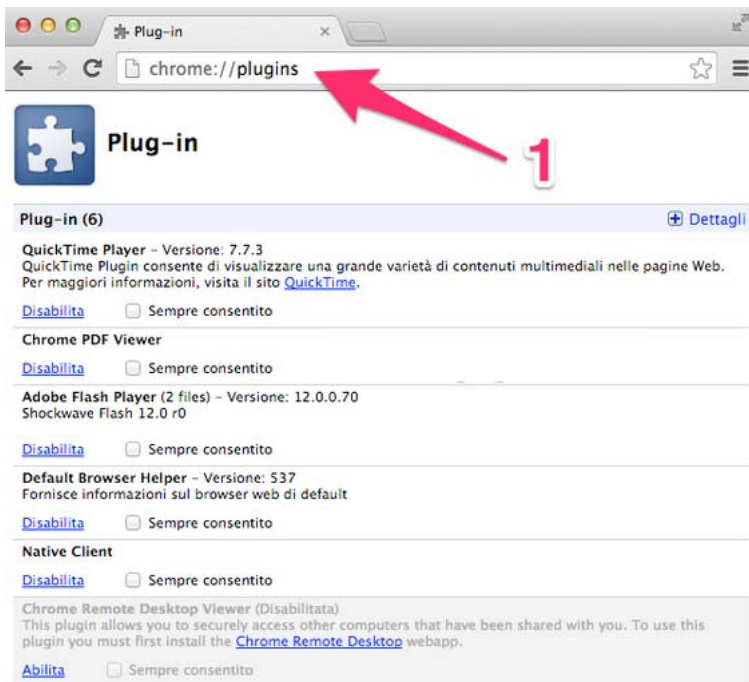 Plug-in
chrome://plugins
1
Plug-in
Plug-in (6)
Dettagli
QuickTime Player - Versione: 7.7.3
QuickTime Plugin consente di visualizzare una grande varietà di contenuti multimediali nelle pagine Web.
Per maggiori informazioni, visita il sito QuickTime.
Disabilita Sempre consentito
Chrome PDF Viewer
Disabilita Sempre consentito
Adobe Flash Player (2 files) - Versione: 12.0.0.70
Shockwave Flash 12.0 r0
Disabilita Sempre consentito
Default Browser Helper - Versione: 537
Fornisce informazioni sul browser web di default
Disabilita Sempre consentito
Native Client
Disabilita Sempre consentito
Chrome Remote Desktop Viewer (Disabilitata)
This plugin allows you to securely access other computers that have been shared with you. To use this
plugin you must first install the Chrome Remote Desktop webapp.
Abilita Sempre consentito